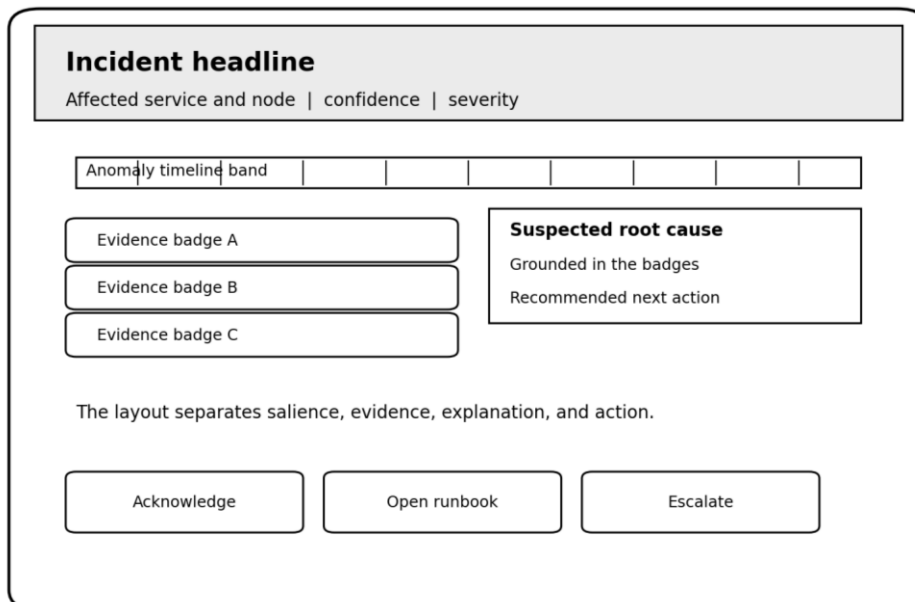 Incident headline
Affected service and node | confidence | severity
Anomaly timeline band
Evidence badge A
Evidence badge B
Evidence badge C
Suspected root cause
Grounded in the badges
Recommended next action
The layout separates salience, evidence, explanation, and action.
Acknowledge
Open runbook
Escalate